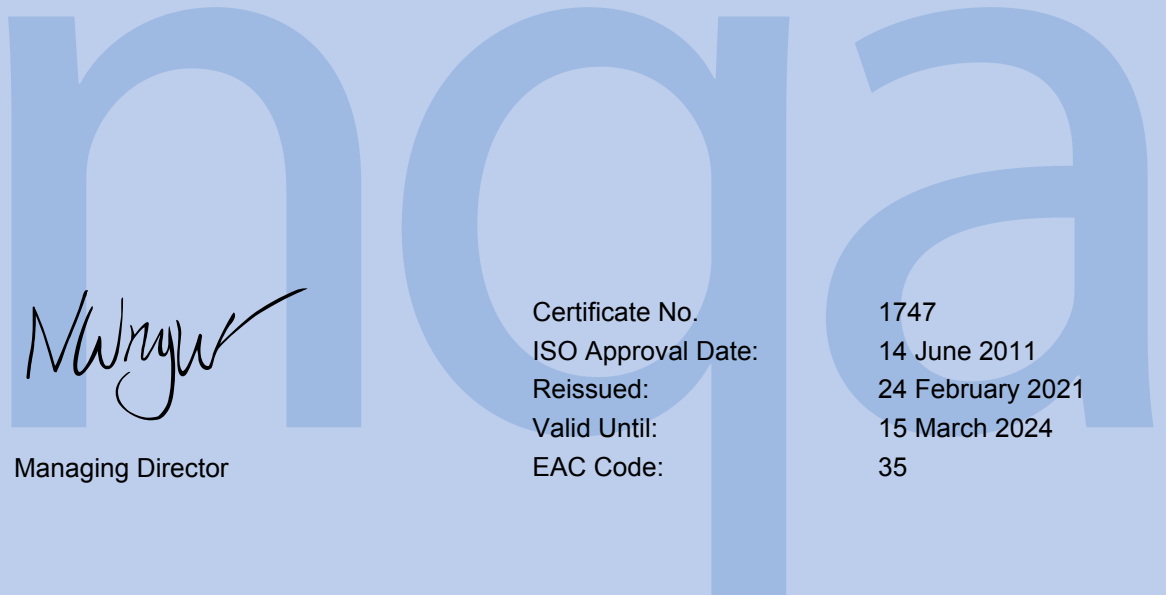 nqa
Certificate No. 1747
ISO Approval Date: 14 June 2011
Reissued: 24 February 2021
Valid Until: 15 March 2024
Managing Director EAC Code: 35